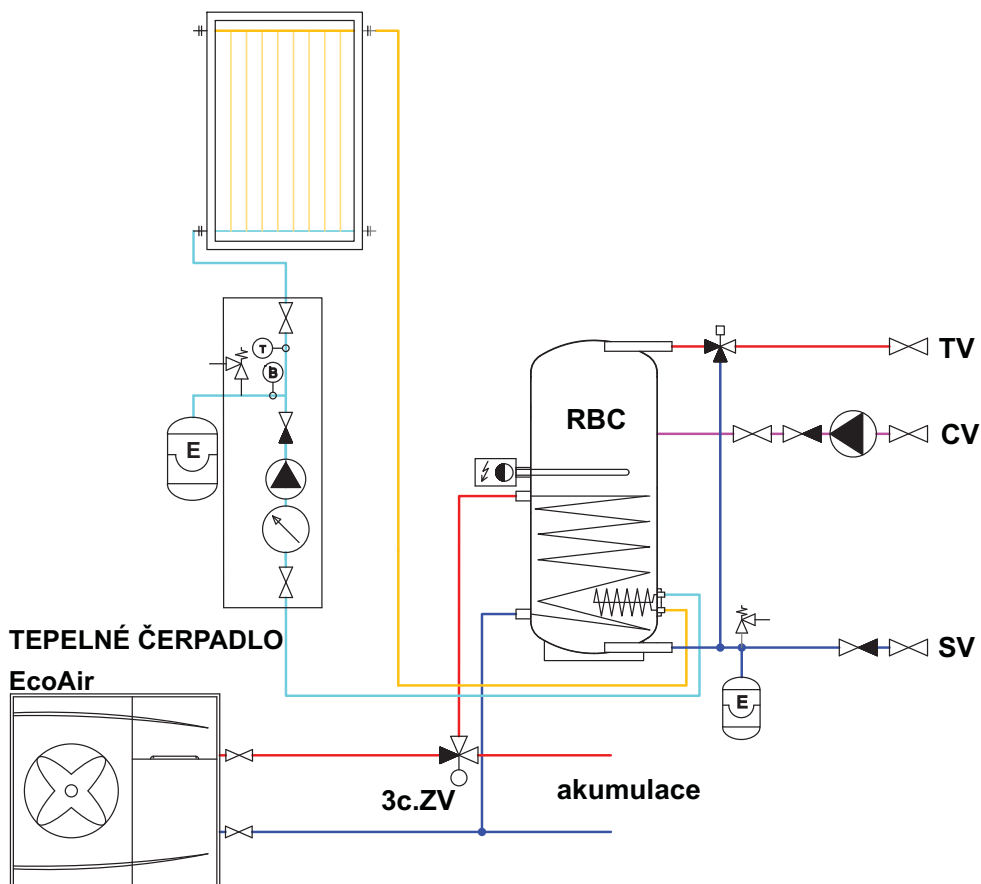 T
B
E
RBC
TV
CV
SV
E
TEPELNÉ ČERPADLO
EcoAir
3c.ZV
akumulace